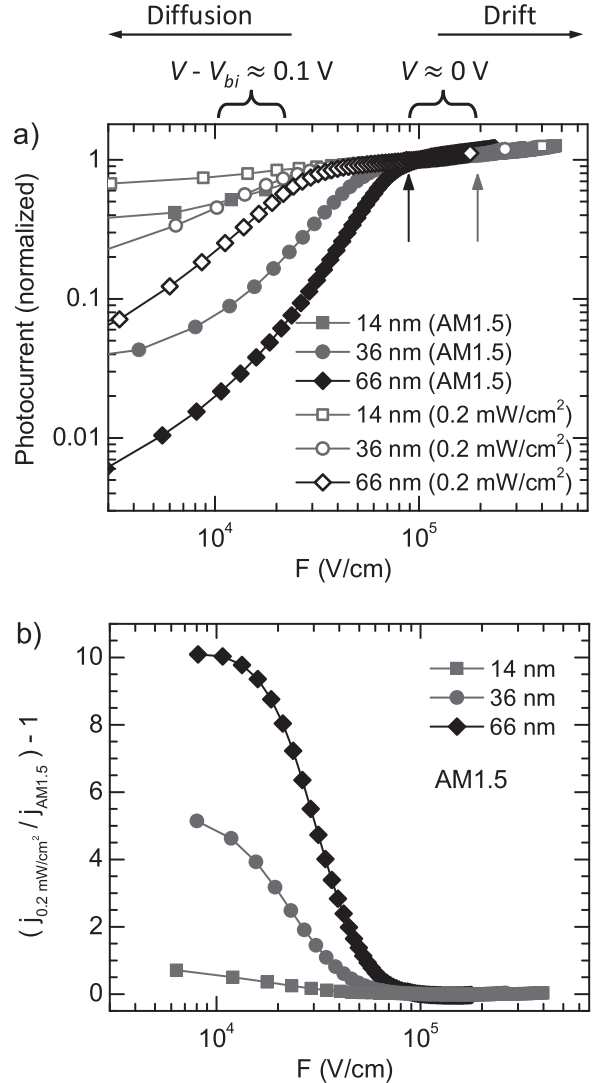 Diffusion Drift
V - Vbi ≈ 0.1 V V ≈ 0 V
a)
Photocurrent (normalized)
1
0.1
0.01
14 nm (AM1.5)
36 nm (AM1.5)
66 nm (AM1.5)
14 nm (0.2 mW/cm²)
36 nm (0.2 mW/cm²)
66 nm (0.2 mW/cm²)
10⁴ 10⁵
F (V/cm)
b)
( j0.2 mW/cm² / jAM1.5 ) - 1
10
8
6
4
2
0
14 nm
36 nm
66 nm
AM1.5
10⁴ 10⁵
F (V/cm)